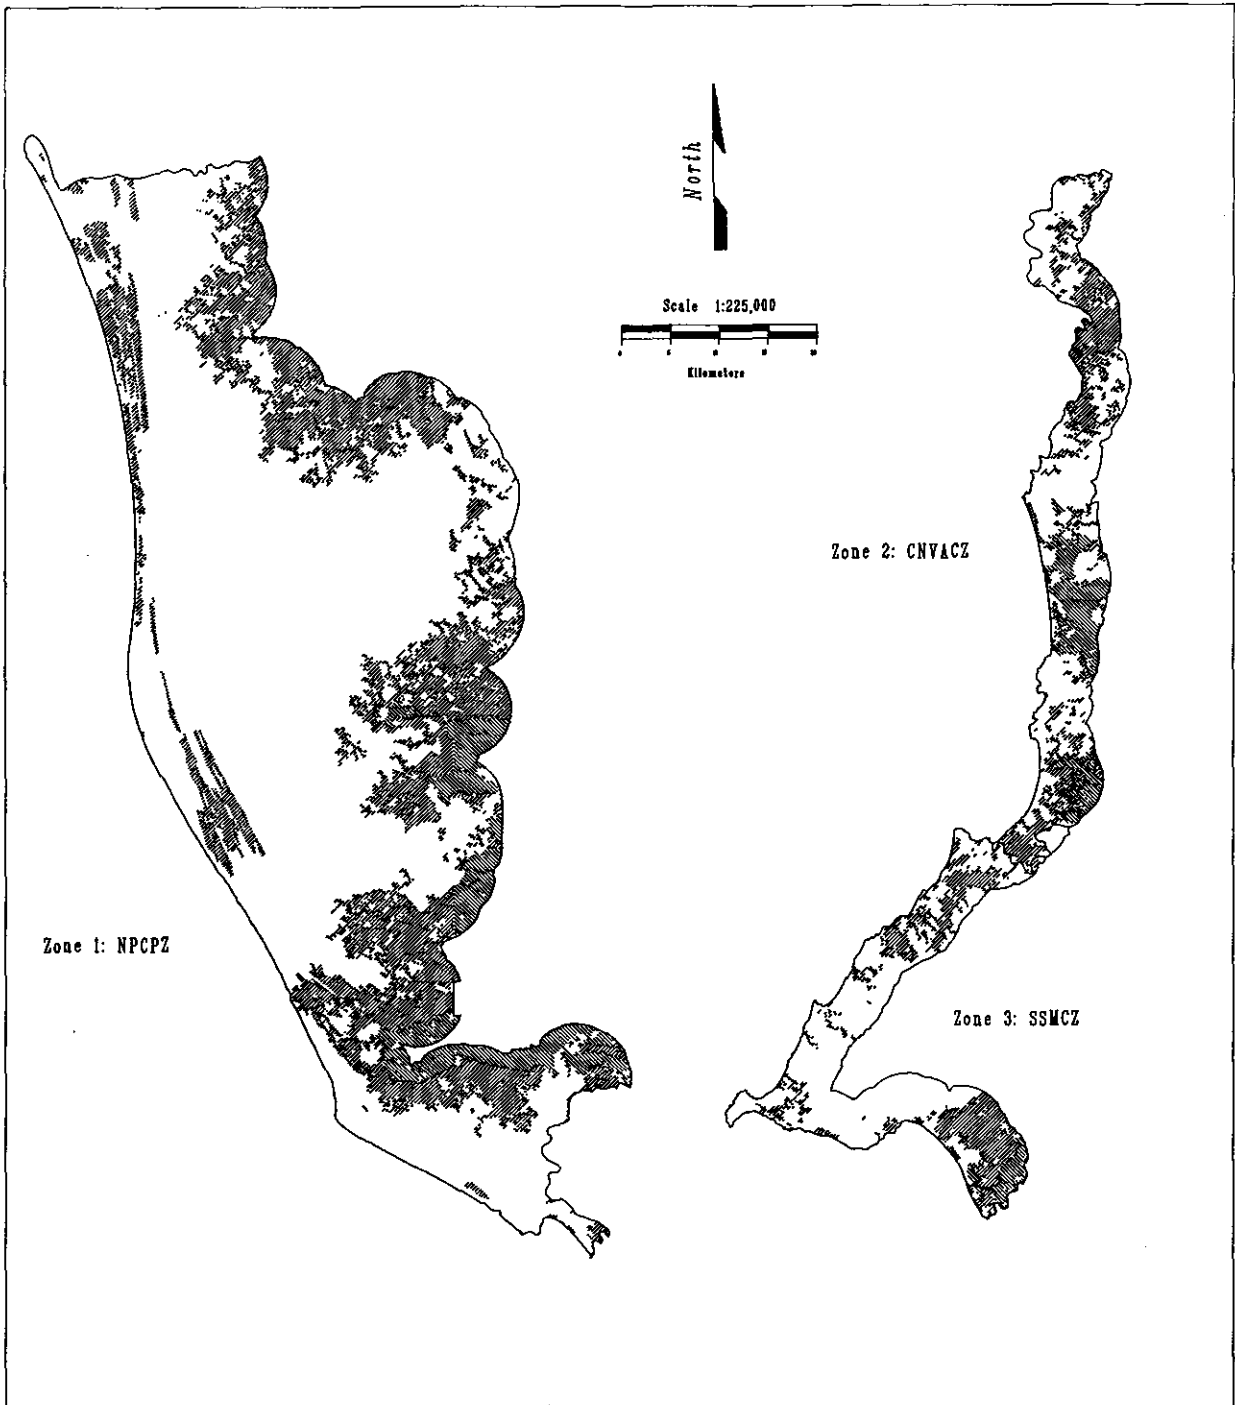 North
Scale 1:225,000
Kilometers
Zone 2: CNVACZ
Zone 1: NPCPZ
Zone 3: SSMCZ